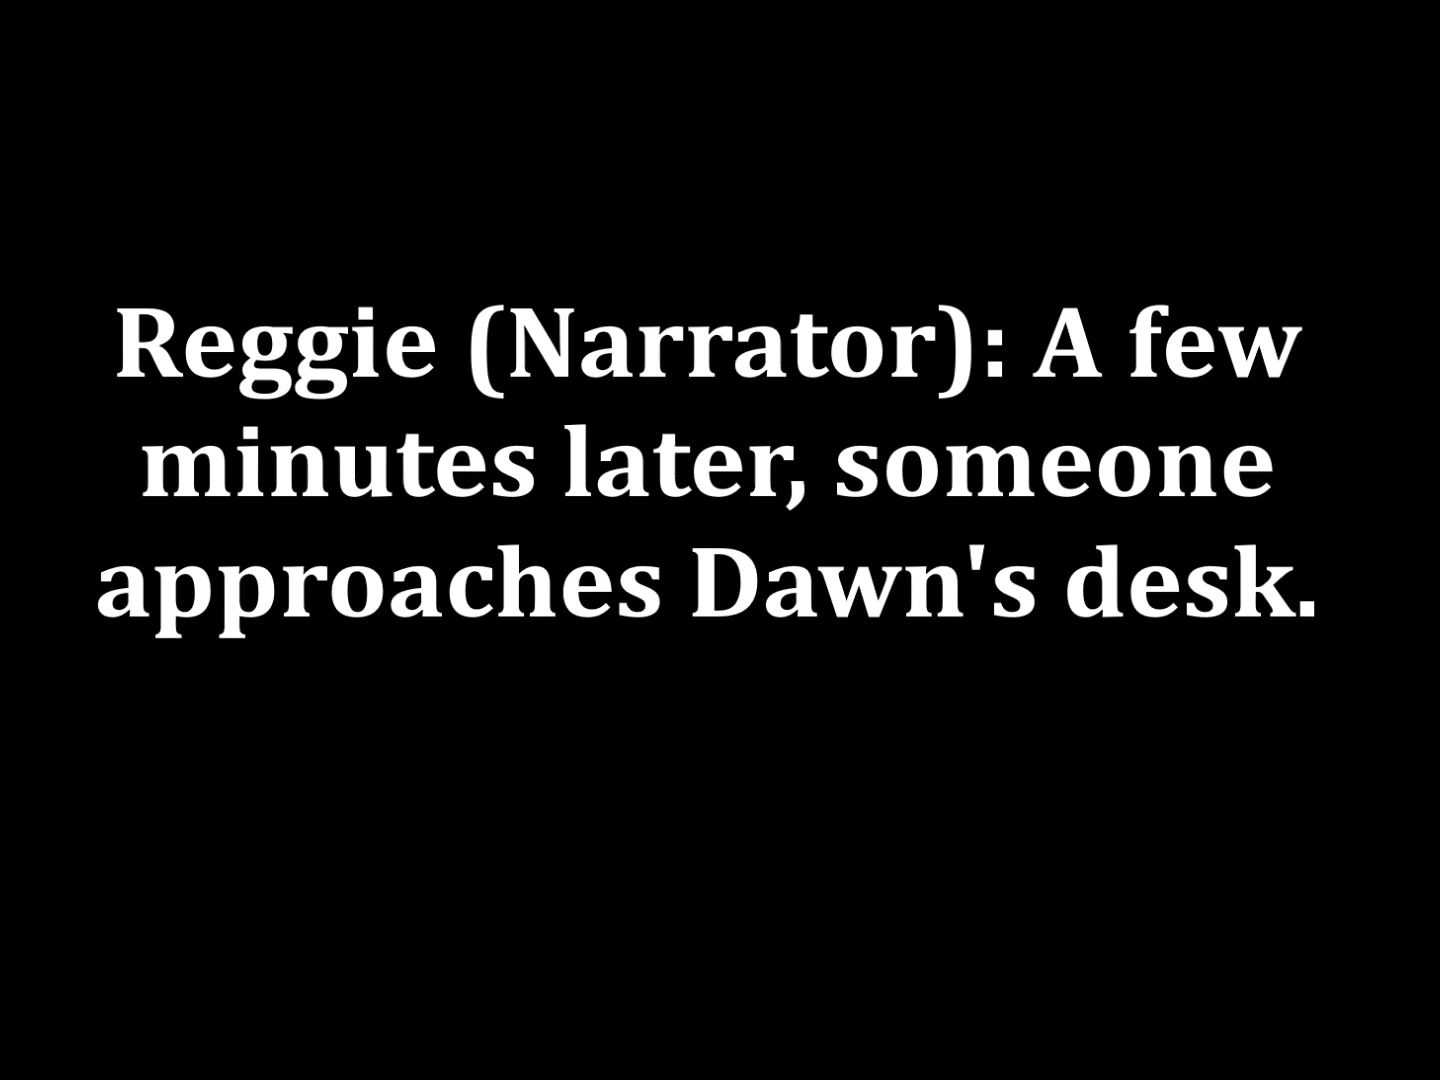 Reggie (Narrator): A few
minutes later, someone
approaches Dawn's desk.